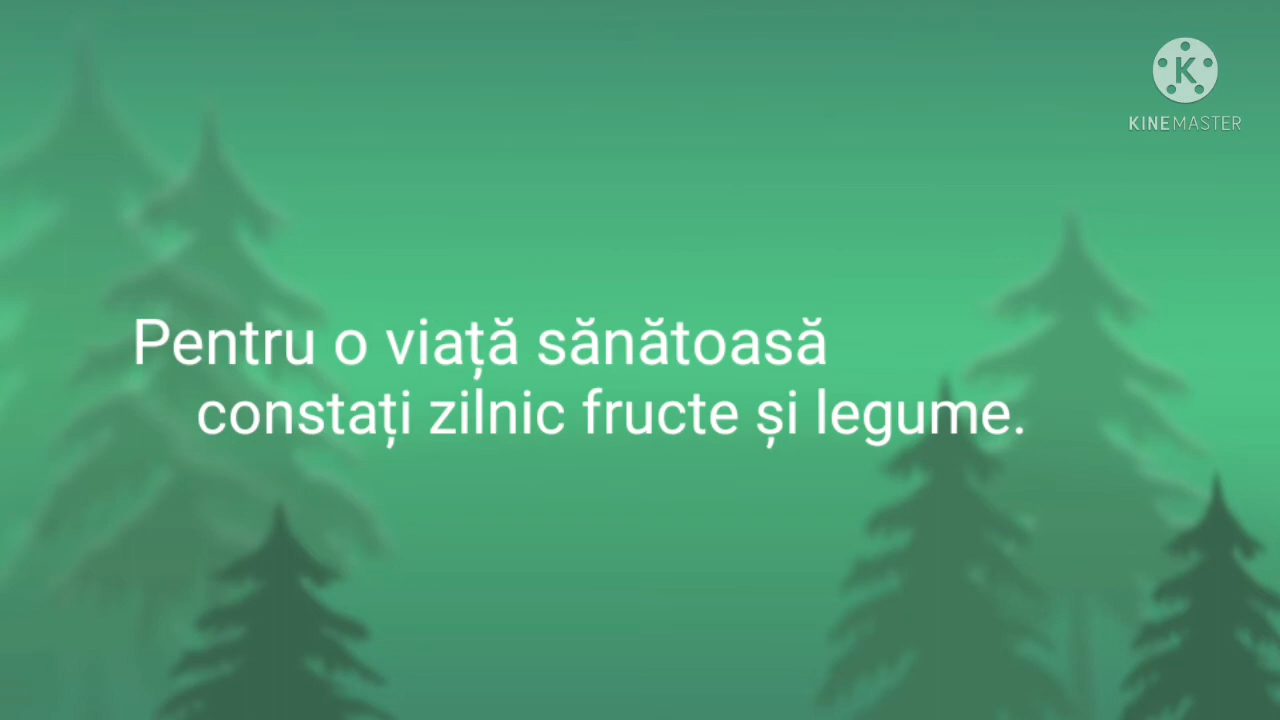 KINEMASTER
Pentru o viață sănătoasă
constați zilnic fructe și legume.